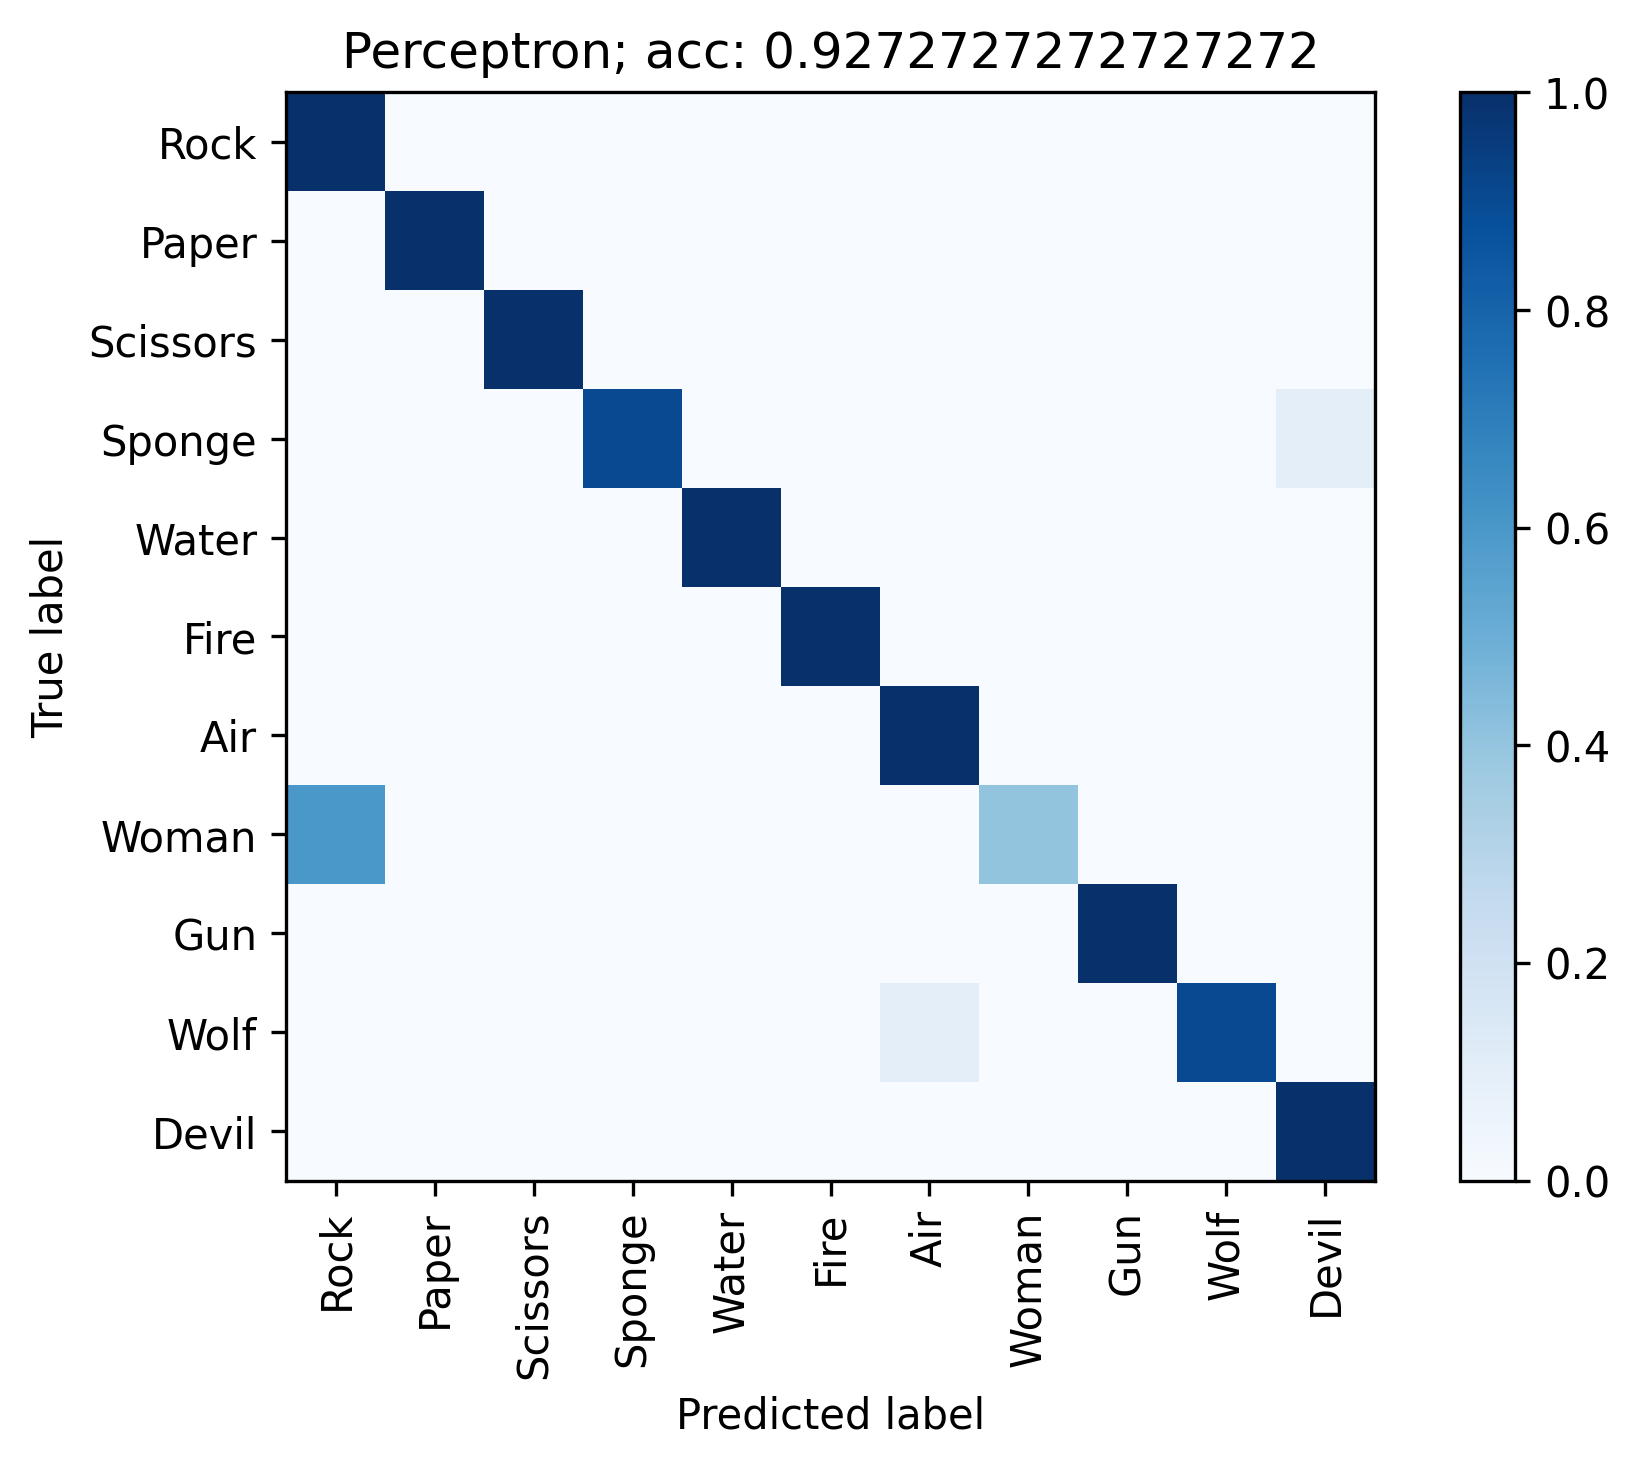 Perceptron; acc: 0.9272727272727272
True label
Rock
Paper
Scissors
Sponge
Water
Fire
Air
Woman
Gun
Wolf
Devil
Rock
Paper
Scissors
Sponge
Water
Fire
Air
Woman
Gun
Wolf
Devil
Predicted label
1.0
0.8
0.6
0.4
0.2
0.0